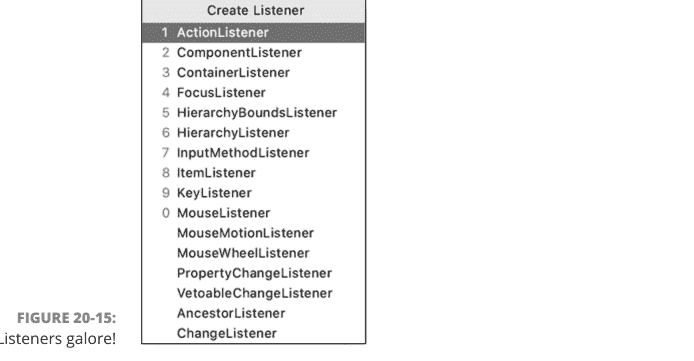 Create Listener
1 ActionListener
2 ComponentListener
3 ContainerListener
4 FocusListener
5 HierarchyBoundsListener
6 HierarchyListener
7 InputMethodListener
8 ItemListener
9 KeyListener
0 MouseListener
MouseMotionListener
MouseWheelListener
PropertyChangeListener
VetoableChangeListener
AncestorListener
ChangeListener
FIGURE 20-15:
Listeners galore!